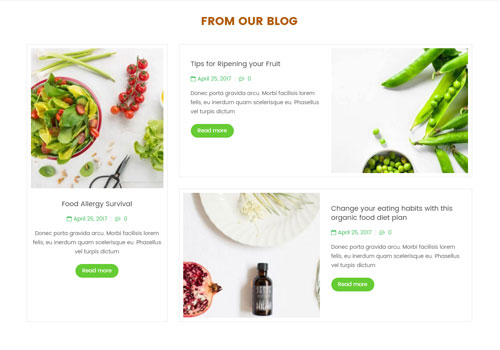 FROM OUR BLOG
Food Allergy Survival
April 25, 2017 0
Donec porta gravida arcu. Morbi facilisis lorem
felis, eu inerdum quam scelerisque eu. Phasellus
vel turpis dictum
Read more
Tips for Ripening your Fruit
April 25, 2017 0
Donec porta gravida arcu. Morbi facilisis lorem
felis, eu inerdum quam scelerisque eu. Phasellus
vel turpis dictum
Read more
Change your eating habits with this
organic food diet plan
April 25, 2017 0
Donec porta gravida arcu. Morbi facilisis lorem
felis, eu inerdum quam scelerisque eu. Phasellus
vel turpis dictum
Read more